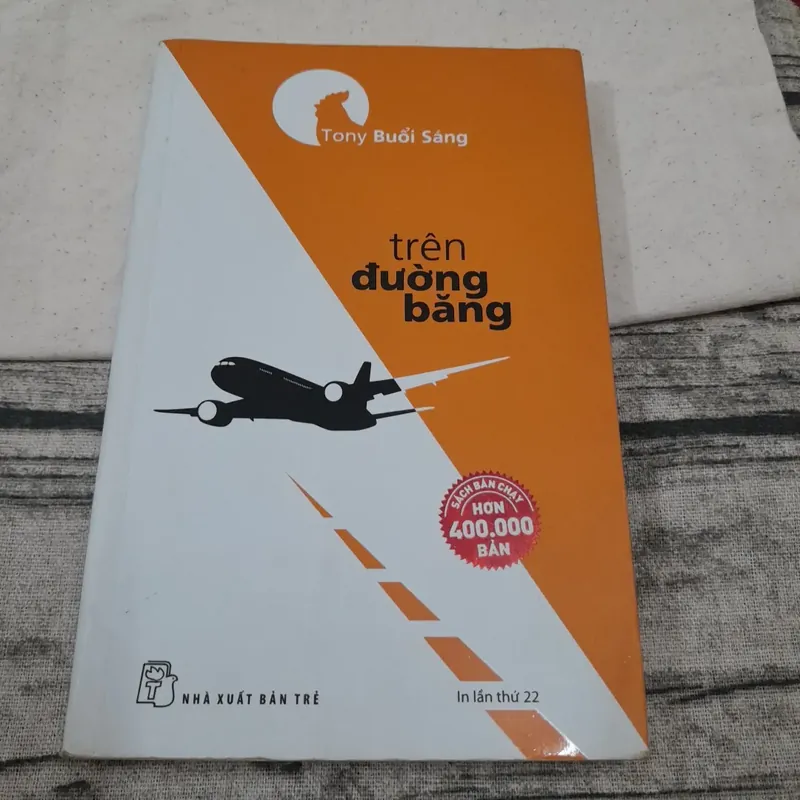 Tony Buổi Sáng
trên
đường
băng
SÁCH BÁN CHẠY
HƠN
400.000
BẢN
T
NHÀ XUẤT BẢN TRẺ
In lần thứ 22